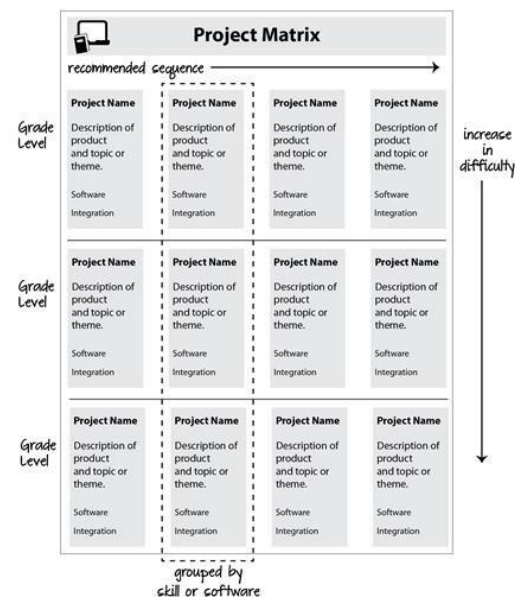 Project Matrix
recommended sequence
Grade
Level
Project Name
Description of
product
and topic or
theme.
Software
Integration
Project Name
Description of
product
and topic or
theme.
Software
Integration
Project Name
Description of
product
and topic or
theme.
Software
Integration
Project Name
Description of
product
and topic or
theme.
Software
Integration
increase
in
difficulty
Grade
Level
Project Name
Description of
product
and topic or
theme.
Software
Integration
Project Name
Description of
product
and topic or
theme.
Software
Integration
Project Name
Description of
product
and topic or
theme.
Software
Integration
Project Name
Description of
product
and topic or
theme.
Software
Integration
Grade
Level
Project Name
Description of
product
and topic or
theme.
Software
Integration
Project Name
Description of
product
and topic or
theme.
Software
Integration
Project Name
Description of
product
and topic or
theme.
Software
Integration
Project Name
Description of
product
and topic or
theme.
Software
Integration
grouped by
skill or software